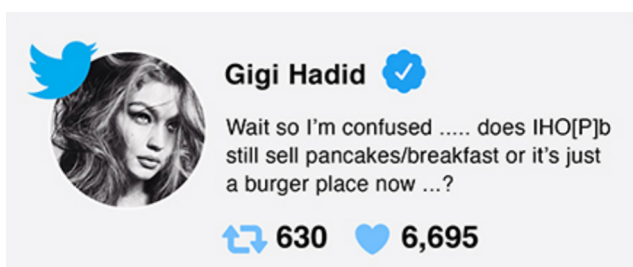 Gigi Hadid
Wait so I'm confused ..... does IHO[P]b
still sell pancakes/breakfast or it's just
a burger place now ...?
630 6,695